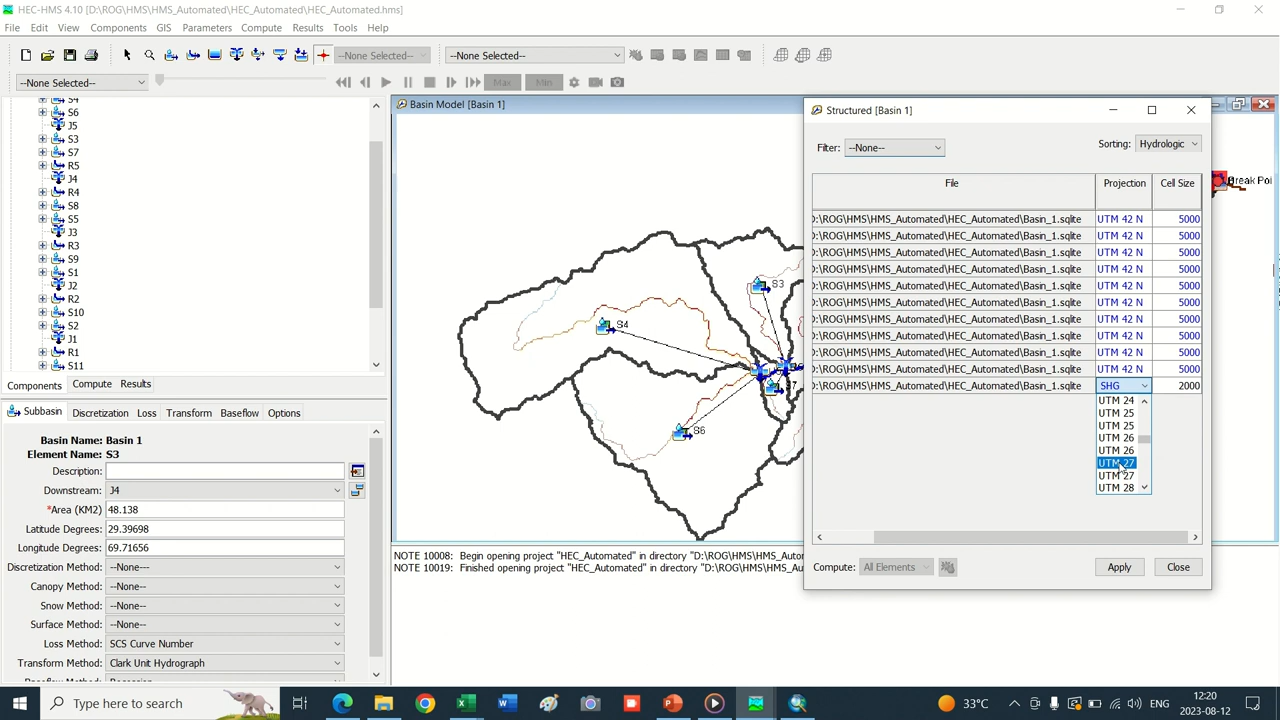 HEC-HMS 4.10 [D:\ROG\HMS\HMS_Automated\HEC_Automated\HEC_Automated.hms]
File Edit View Components GIS Parameters Compute Results Tools Help
--None Selected-- --None Selected--
--None Selected-- Max Min
S4
S6
J5
S3
S7
R5
J4
R4
S8
S5
J3
R3
S9
S1
J2
R2
S10
S2
J1
R1
S11
Components Compute Results
Subbasin Discretization Loss Transform Baseflow Options
Basin Name: Basin 1
Element Name: S3
Description:
Downstream: J4
*Area (KM2) 48.138
Latitude Degrees: 29.39698
Longitude Degrees: 69.71656
Discretization Method: --None--
Canopy Method: --None--
Snow Method: --None--
Surface Method: --None--
Loss Method: SCS Curve Number
Transform Method: Clark Unit Hydrograph
Basin Model [Basin 1]
S3
S4
S6
Break Poi
NOTE 10008: Begin opening project "HEC_Automated" in directory "D:\ROG\HMS\HMS_Auto
NOTE 10019: Finished opening project "HEC_Automated" in directory "D:\ROG\HMS\HMS_
Structured [Basin 1]
Filter: --None-- Sorting: Hydrologic
File Projection Cell Size
D:\ROG\HMS\HMS_Automated\HEC_Automated\Basin_1.sqlite UTM 42 N 5000
D:\ROG\HMS\HMS_Automated\HEC_Automated\Basin_1.sqlite UTM 42 N 5000
D:\ROG\HMS\HMS_Automated\HEC_Automated\Basin_1.sqlite UTM 42 N 5000
D:\ROG\HMS\HMS_Automated\HEC_Automated\Basin_1.sqlite UTM 42 N 5000
D:\ROG\HMS\HMS_Automated\HEC_Automated\Basin_1.sqlite UTM 42 N 5000
D:\ROG\HMS\HMS_Automated\HEC_Automated\Basin_1.sqlite UTM 42 N 5000
D:\ROG\HMS\HMS_Automated\HEC_Automated\Basin_1.sqlite UTM 42 N 5000
D:\ROG\HMS\HMS_Automated\HEC_Automated\Basin_1.sqlite UTM 42 N 5000
D:\ROG\HMS\HMS_Automated\HEC_Automated\Basin_1.sqlite UTM 42 N 5000
D:\ROG\HMS\HMS_Automated\HEC_Automated\Basin_1.sqlite UTM 42 N 5000
D:\ROG\HMS\HMS_Automated\HEC_Automated\Basin_1.sqlite SHG 2000
UTM 24
UTM 25
UTM 25
UTM 26
UTM 26
UTM 27
UTM 27
UTM 28
Compute: All Elements Apply Close
Type here to search
33°C ENG 12:20
2023-08-12